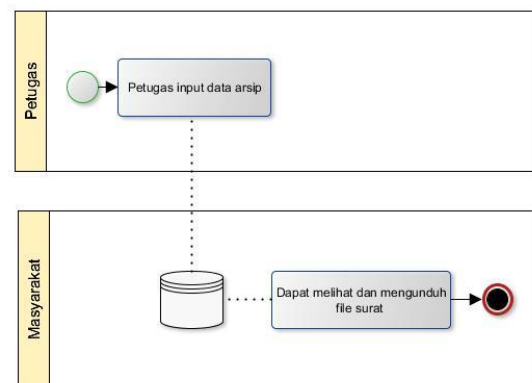 Petugas
Petugas input data arsip
Masyarakat
Dapat melihat dan mengunduh
file surat